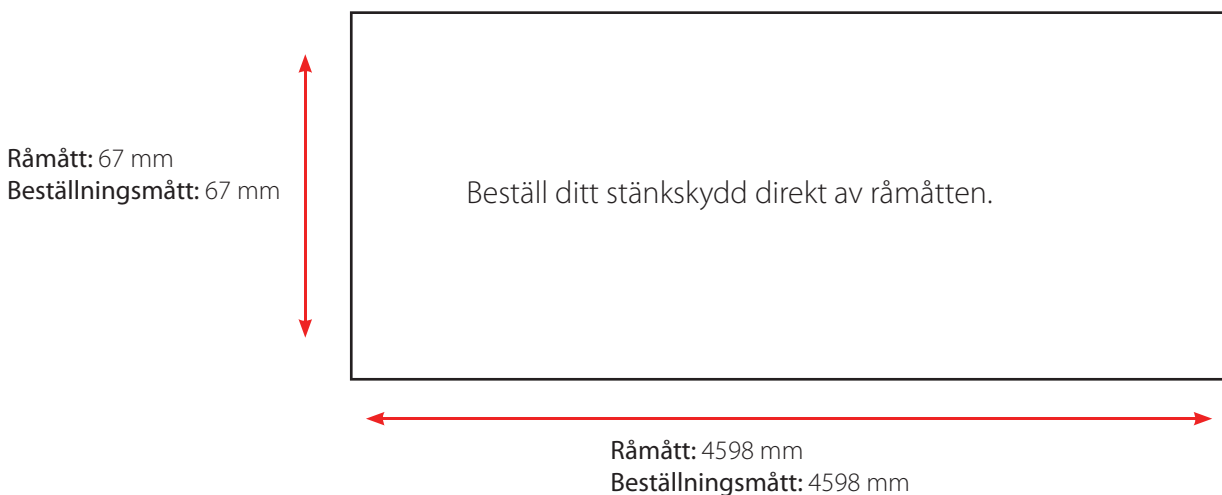 Råmått: 67 mm
Beställningsmått: 67 mm
Beställ ditt stänkskydd direkt av råmåtten.
Råmått: 4598 mm
Beställningsmått: 4598 mm